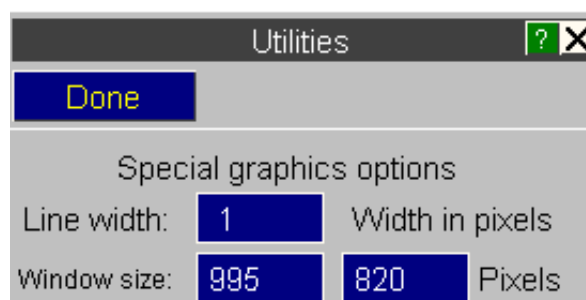 Utilities ? X
Done
Special graphics options
Line width: 1 Width in pixels
Window size: 995 820 Pixels